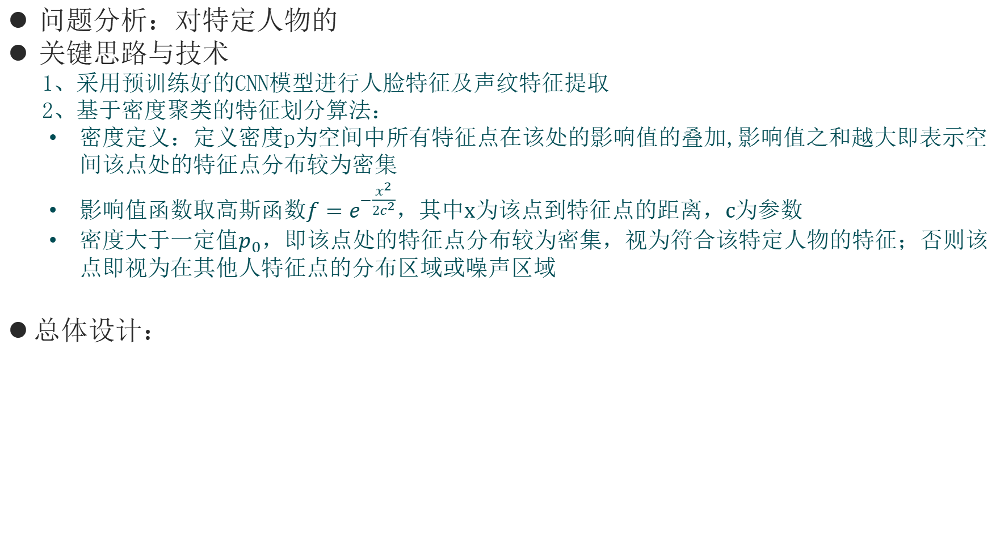 ● 问题分析：对特定人物的
● 关键思路与技术
1、采用预训练好的CNN模型进行人脸特征及声纹特征提取
2、基于密度聚类的特征划分算法：
• 密度定义：定义密度p为空间中所有特征点在该处的影响值的叠加,影响值之和越大即表示空
间该点处的特征点分布较为密集
• 影响值函数取高斯函数$f = e^{-\frac{x^2}{2c^2}}$，其中x为该点到特征点的距离，c为参数
• 密度大于一定值$p_0$，即该点处的特征点分布较为密集，视为符合该特定人物的特征；否则该
点即视为在其他人特征点的分布区域或噪声区域
● 总体设计：